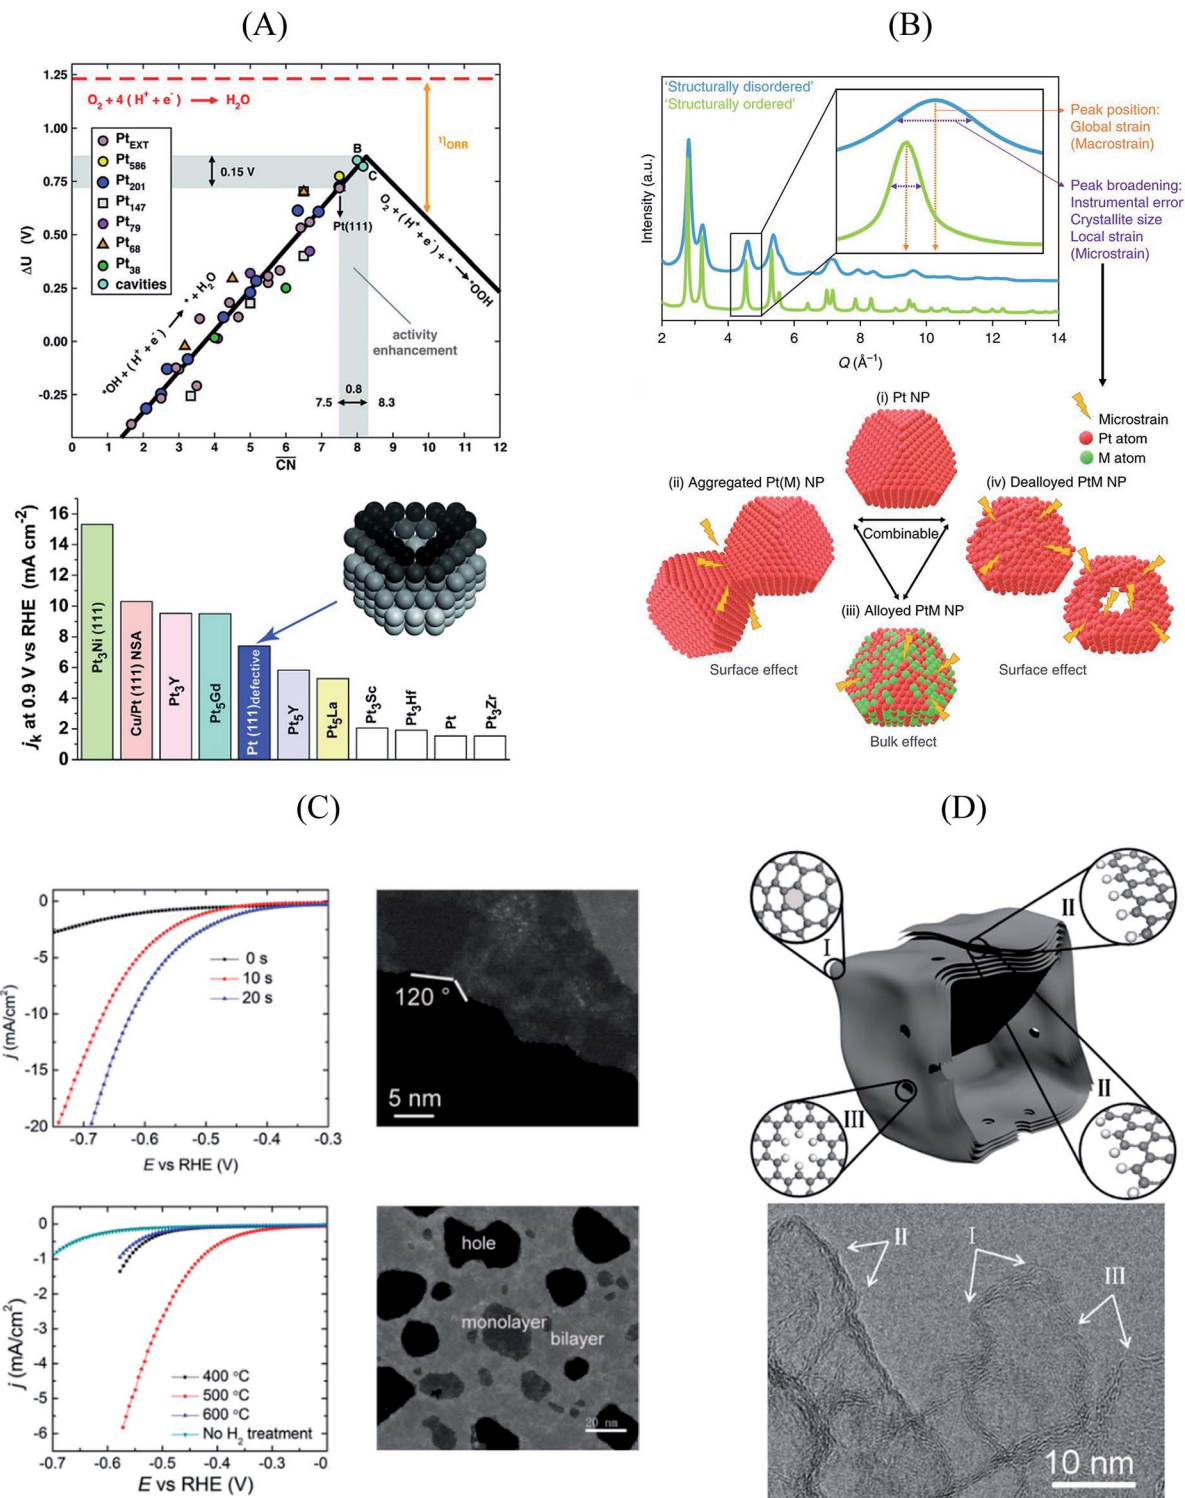 (A)
1.25
1.00
0.75
0.50
0.25
0.00
-0.25
ΔU (V)
O2 + 4 ( H+ + e-) → H2O
PtEXT
Pt586
Pt201
Pt147
Pt79
Pt68
Pt38
cavities
0.15 V
B
C
ηORR
Pt(111)
O2 + ( H+ + e-) + * → *OOH
*OH + ( H+ + e-) → * + H2O
activity
enhancement
0.8
7.5
8.3
0 1 2 3 4 5 6 7 8 9 10 11 12
CN
jk at 0.9 V vs RHE (mA cm-2)
16
14
12
10
8
6
4
2
0
Pt3Ni (111)
Cu/Pt (111) NSA
Pt3Y
Pt5Gd
Pt (111)defective
Pt5Y
Pt5La
Pt3Sc
Pt3Hf
Pt
Pt3Zr
(B)
'Structurally disordered'
'Structurally ordered'
Intensity (a.u.)
2 4 6 8 10 12 14
Q (Å−1)
Peak position:
Global strain
(Macrostrain)
Peak broadening:
Instrumental error
Crystallite size
Local strain
(Microstrain)
Microstrain
Pt atom
M atom
(i) Pt NP
(ii) Aggregated Pt(M) NP
(iv) Dealloyed PtM NP
Combinable
(iii) Alloyed PtM NP
Surface effect
Surface effect
Bulk effect
(C)
0
-5
-10
-15
-20
j (mA/cm2)
0 s
10 s
20 s
-0.7 -0.6 -0.5 -0.4 -0.3
E vs RHE (V)
120 °
5 nm
0
-1
-2
-3
-4
-5
-6
j (mA/cm2)
400 °C
500 °C
600 °C
No H2 treatment
-0.7 -0.6 -0.5 -0.4 -0.3 -0
E vs RHE (V)
hole
monolayer
bilayer
20 nm
(D)
I
II
II
III
II
I
III
10 nm